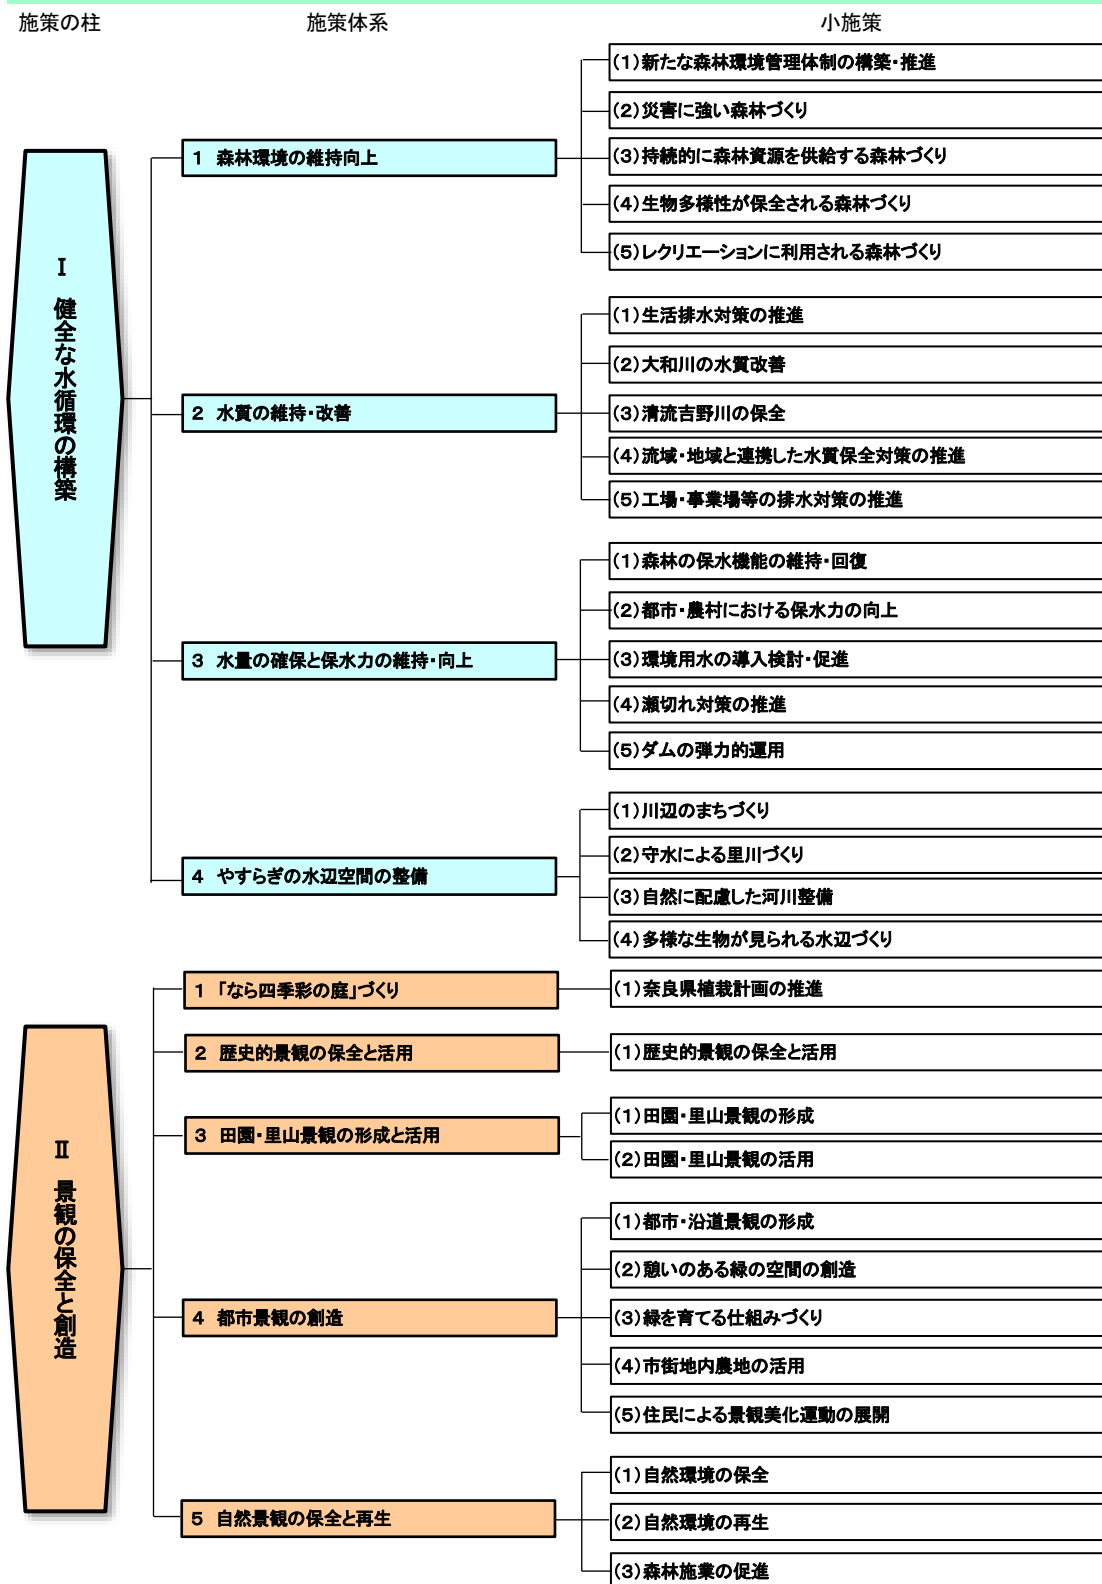 施策の柱 施策体系 小施策
Ⅰ 健全な水循環の構築
1 森林環境の維持向上
(1)新たな森林環境管理体制の構築・推進
(2)災害に強い森林づくり
(3)持続的に森林資源を供給する森林づくり
(4)生物多様性が保全される森林づくり
(5)レクリエーションに利用される森林づくり
2 水質の維持・改善
(1)生活排水対策の推進
(2)大和川の水質改善
(3)清流吉野川の保全
(4)流域・地域と連携した水質保全対策の推進
(5)工場・事業場等の排水対策の推進
3 水量の確保と保水力の維持・向上
(1)森林の保水機能の維持・回復
(2)都市・農村における保水力の向上
(3)環境用水の導入検討・促進
(4)瀬切れ対策の推進
(5)ダムの弾力的運用
4 やすらぎの水辺空間の整備
(1)川辺のまちづくり
(2)守水による里川づくり
(3)自然に配慮した河川整備
(4)多様な生物が見られる水辺づくり
Ⅱ 景観の保全と創造
1 「なら四季彩の庭」づくり
(1)奈良県植栽計画の推進
2 歴史的景観の保全と活用
(1)歴史的景観の保全と活用
3 田園・里山景観の形成と活用
(1)田園・里山景観の形成
(2)田園・里山景観の活用
4 都市景観の創造
(1)都市・沿道景観の形成
(2)憩いのある緑の空間の創造
(3)緑を育てる仕組みづくり
(4)市街地内農地の活用
(5)住民による景観美化運動の展開
5 自然景観の保全と再生
(1)自然環境の保全
(2)自然環境の再生
(3)森林施業の促進